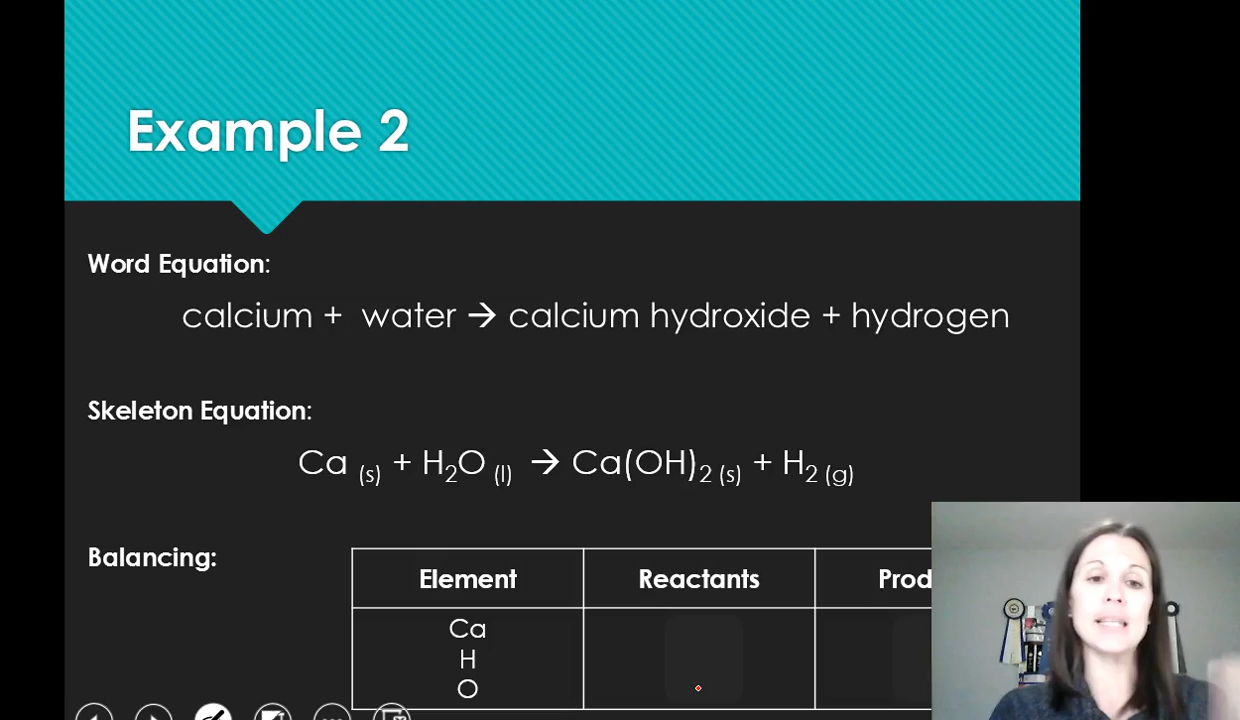 Example 2
Word Equation:
calcium + water → calcium hydroxide + hydrogen
Skeleton Equation:
Ca (s) + H₂O (l) → Ca(OH)₂ (s) + H₂ (g)
Balancing:
Element Reactants Prod
Ca
H
O